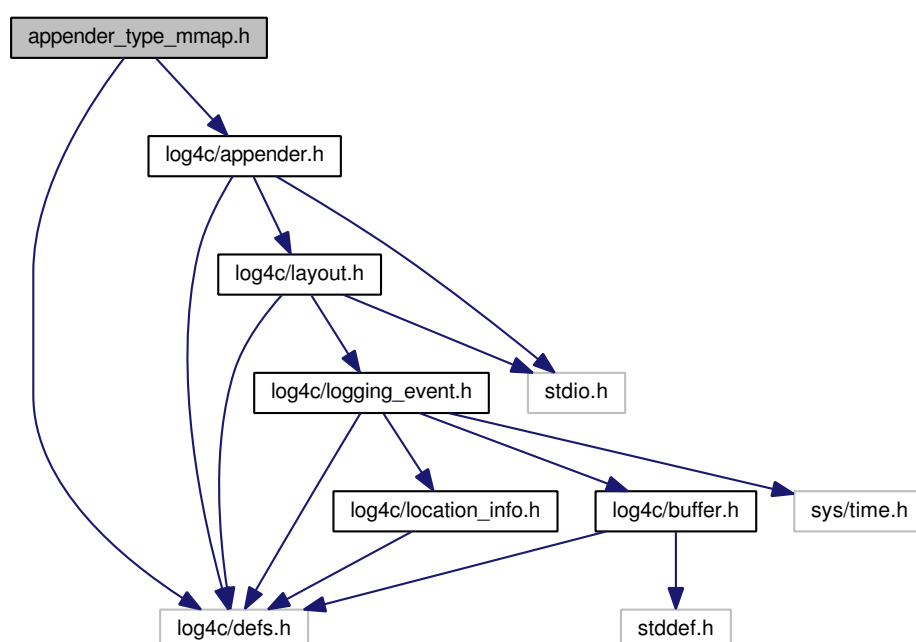 appender_type_mmap.h
log4c/appender.h
log4c/layout.h
log4c/logging_event.h
stdio.h
log4c/location_info.h
log4c/buffer.h
sys/time.h
log4c/defs.h
stddef.h